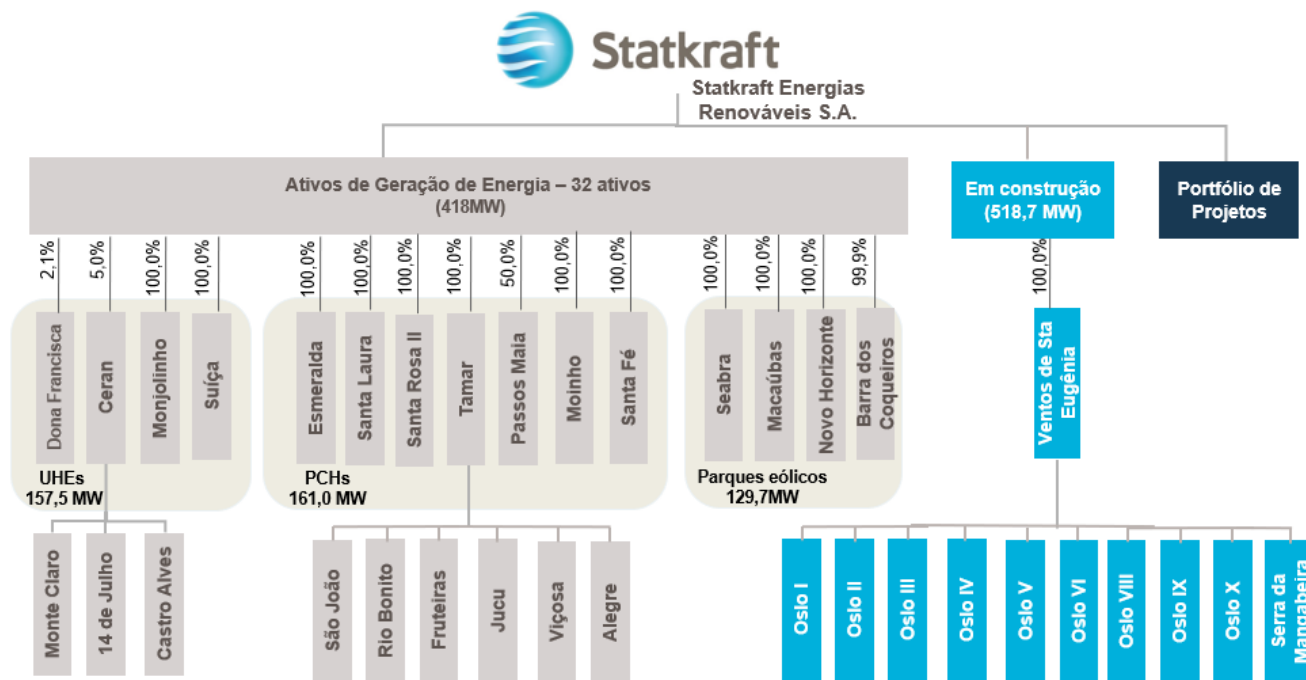 Statkraft
Statkraft Energias
Renováveis S.A.
Ativos de Geração de Energia – 32 ativos
(418MW)
Em construção
(518,7 MW)
Portfólio de
Projetos
2,1%
5,0%
100,0%
100,0%
100,0%
100,0%
100,0%
100,0%
50,0%
100,0%
100,0%
100,0%
100,0%
100,0%
99,9%
100,0%
Dona Francisca
Ceran
Monjolinho
Suíça
Esmeralda
Santa Laura
Santa Rosa II
Tamar
Passos Maia
Moinho
Santa Fé
Seabra
Macaúbas
Novo Horizonte
Barra dos
Coqueiros
Ventos de Sta
Eugênia
UHEs
157,5 MW
PCHs
161,0 MW
Parques eólicos
129,7MW
Monte Claro
14 de Julho
Castro Alves
São João
Rio Bonito
Fruteiras
Jucu
Viçosa
Alegre
Oslo I
Oslo II
Oslo III
Oslo IV
Oslo V
Oslo VI
Oslo VIII
Oslo IX
Oslo X
Serra da
Mangabeira